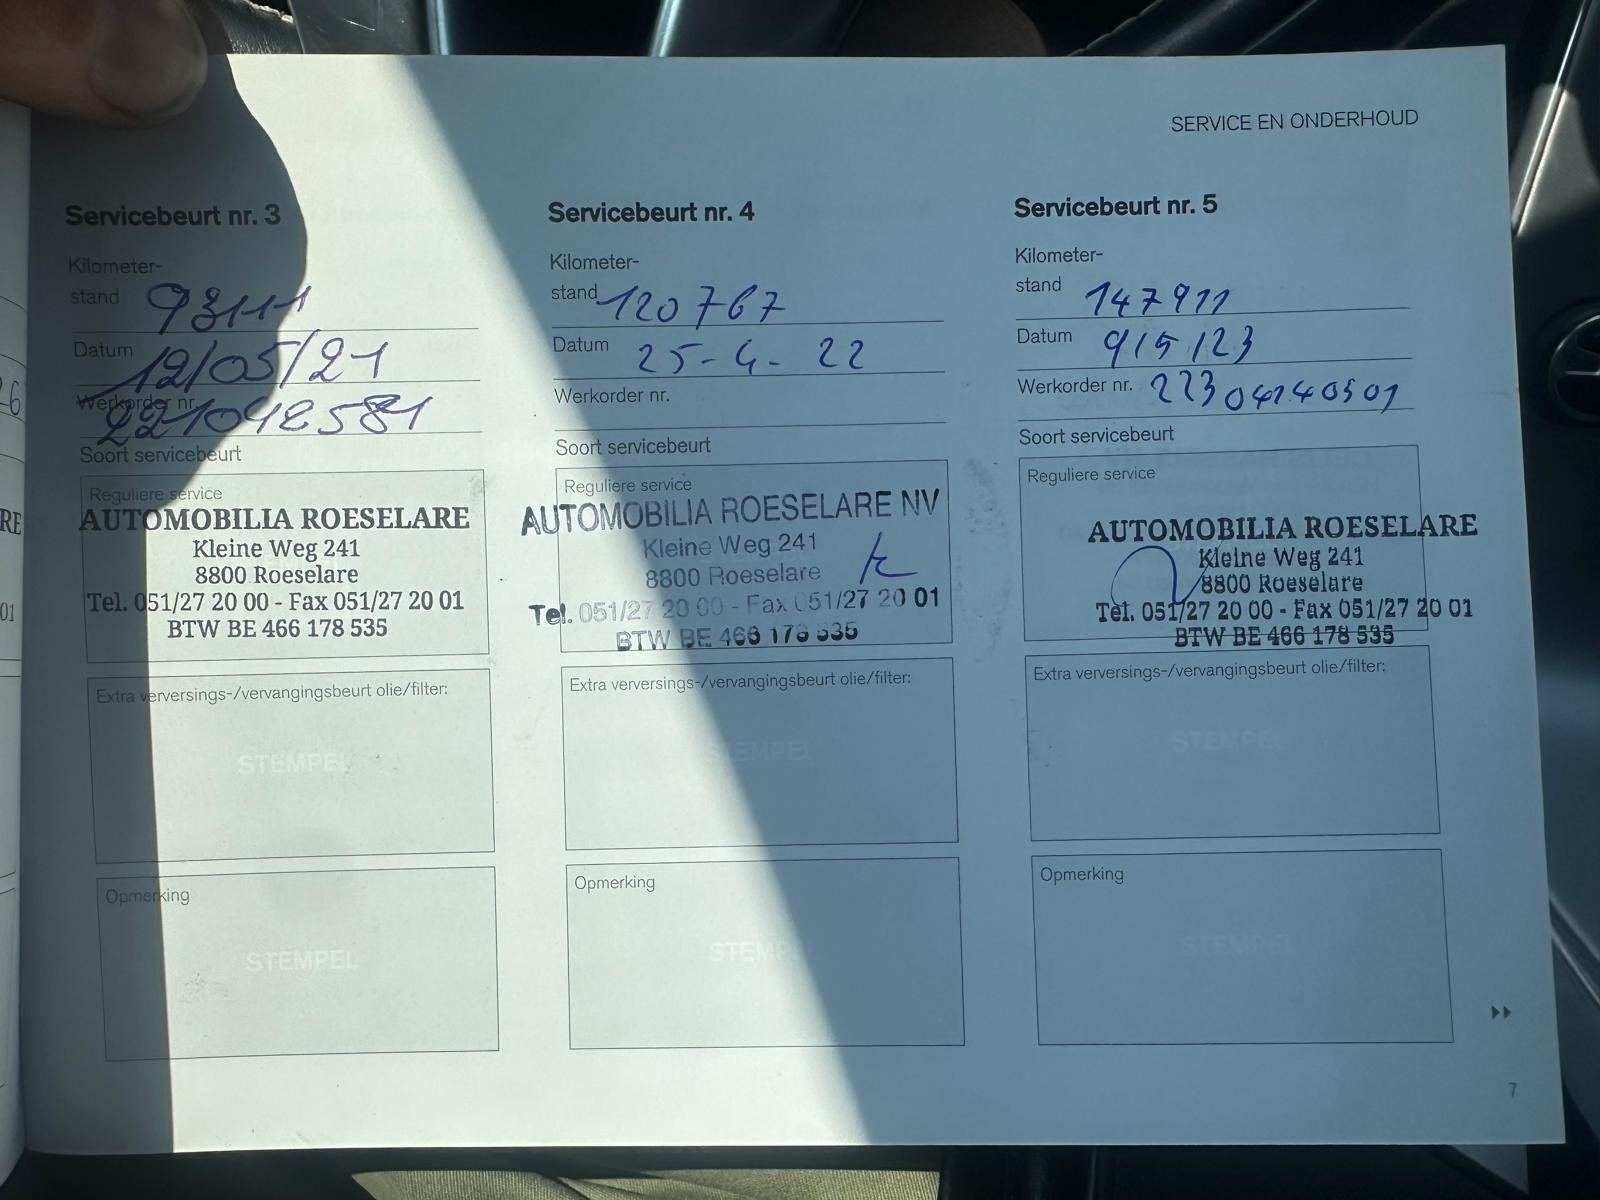 SERVICE EN ONDERHOUD
Servicebeurt nr. 3
Kilometer-
stand 93111
Datum 12/05/21
Werkorder nr.
221042581
Soort servicebeurt
Reguliere service
AUTOMOBILIA ROESELARE
Kleine Weg 241
8800 Roeselare
Tel. 051/27 20 00 - Fax 051/27 20 01
BTW BE 466 178 535
Extra verversings-/vervangingsbeurt olie/filter:
STEMPEL
Opmerking
STEMPEL
Servicebeurt nr. 4
Kilometer-
stand 120767
Datum 25-4-22
Werkorder nr.
Soort servicebeurt
Reguliere service
AUTOMOBILIA ROESELARE NV
Kleine Weg 241
8800 Roeselare
Tel. 051/27 20 00 - Fax 051/27 20 01
BTW BE 466 178 535
Extra verversings-/vervangingsbeurt olie/filter:
STEMPEL
Opmerking
STEMPEL
Servicebeurt nr. 5
Kilometer-
stand 147911
Datum 9/5/23
Werkorder nr.
Soort servicebeurt
Reguliere service
AUTOMOBILIA ROESELARE
Kleine Weg 241
8800 Roeselare
Tel. 051/27 20 00 - Fax 051/27 20 01
BTW BE 466 178 535
Extra verversings-/vervangingsbeurt olie/filter:
STEMPEL
Opmerking
STEMPEL
7